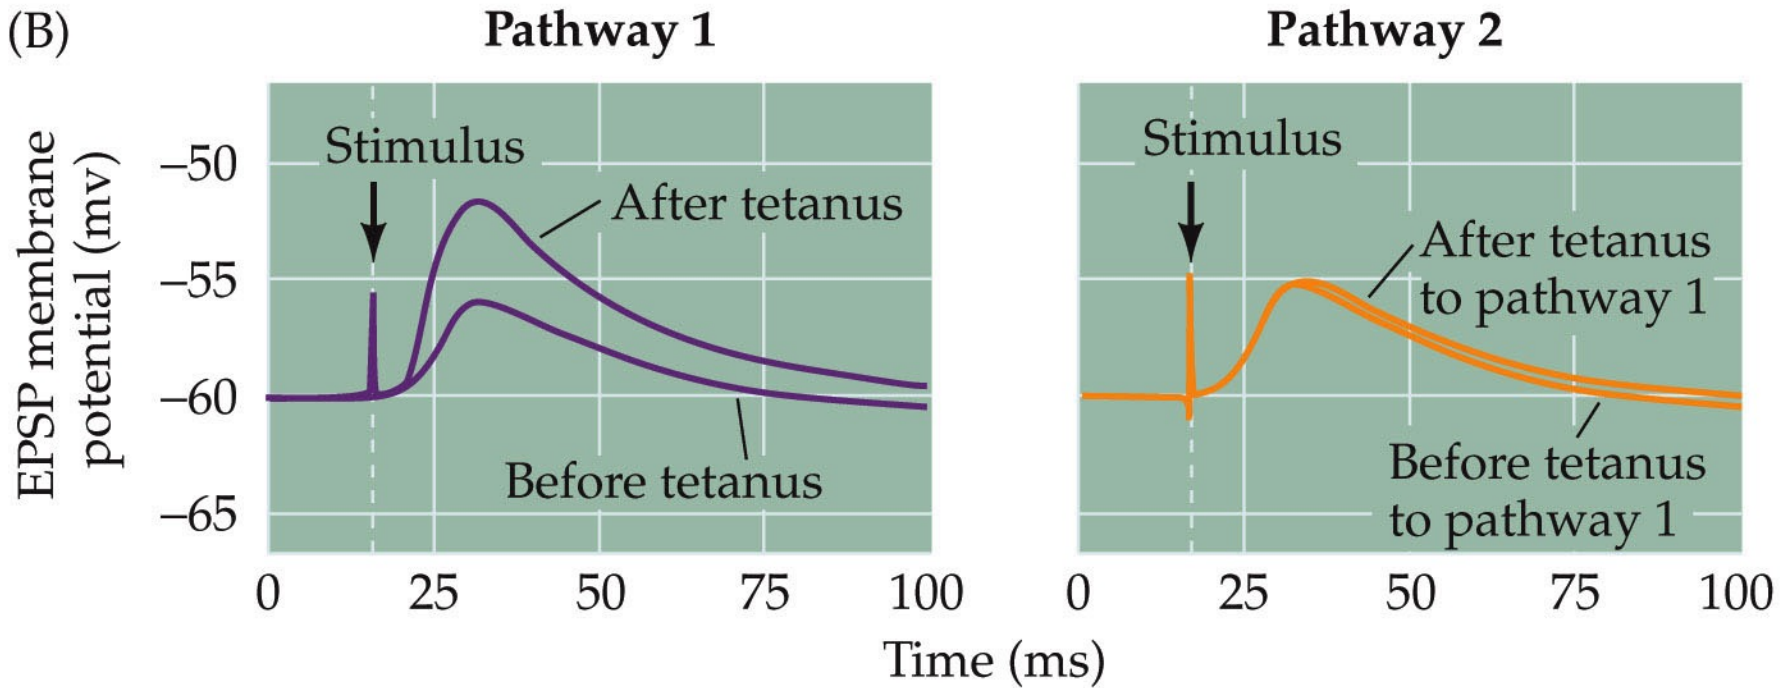 (B)
Pathway 1
Pathway 2
EPSP membrane
potential (mv)
–50
–55
–60
–65
Stimulus
After tetanus
Before tetanus
0 25 50 75 100
Stimulus
After tetanus
to pathway 1
Before tetanus
to pathway 1
0 25 50 75 100
Time (ms)